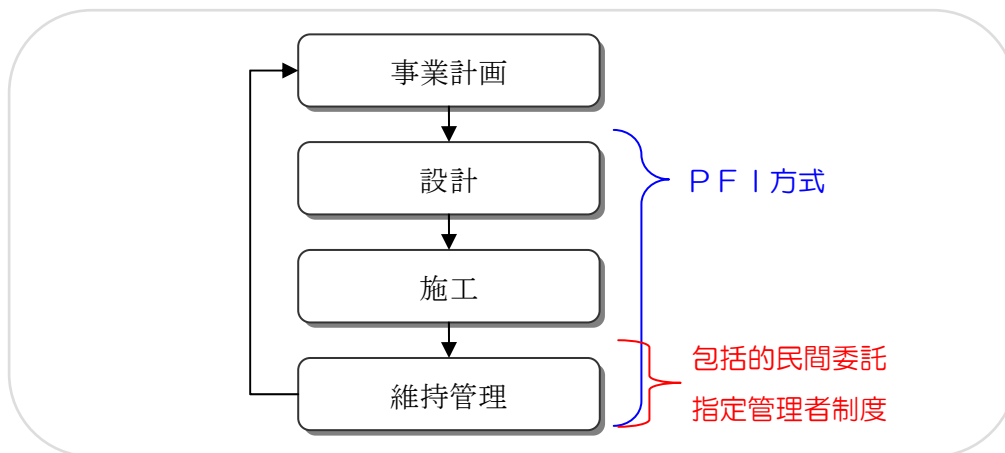 事業計画
設計
ＰＦＩ方式
施工
包括的民間委託
維持管理
指定管理者制度